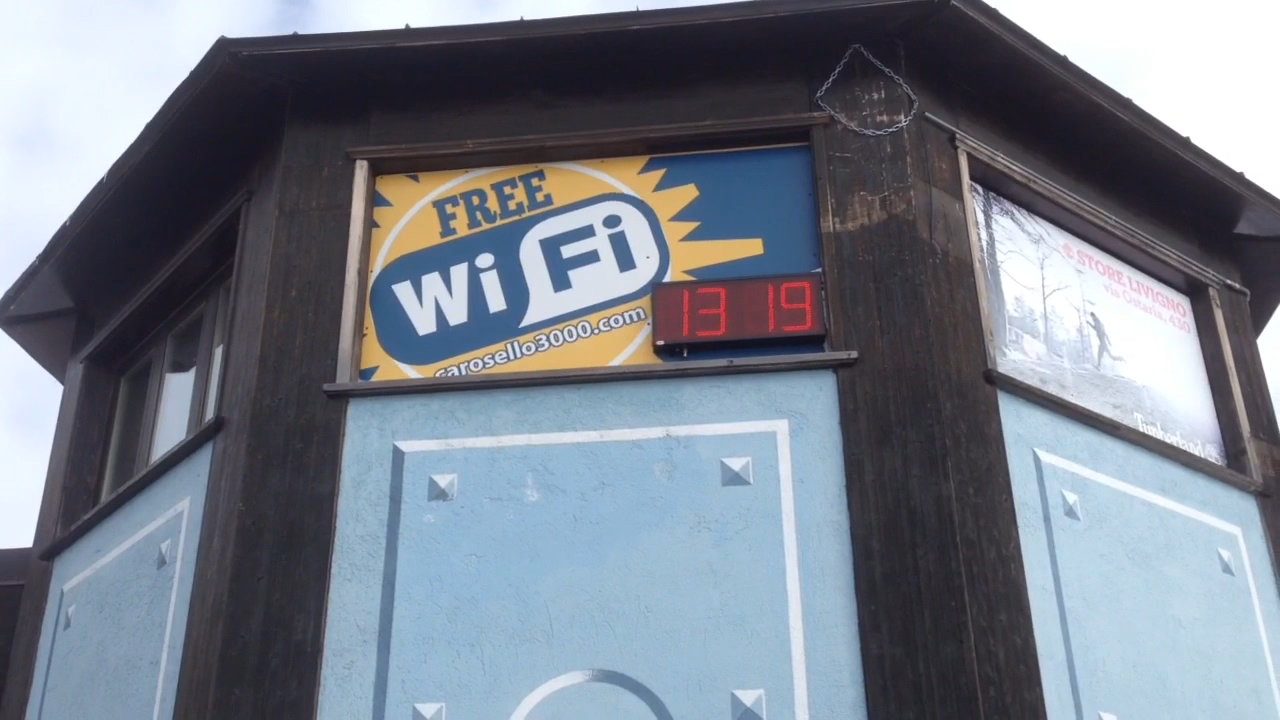 FREE
WiFi
carosello3000.com
13 19
STORE LIVIGNO
via Ostaria, 430
Timberland